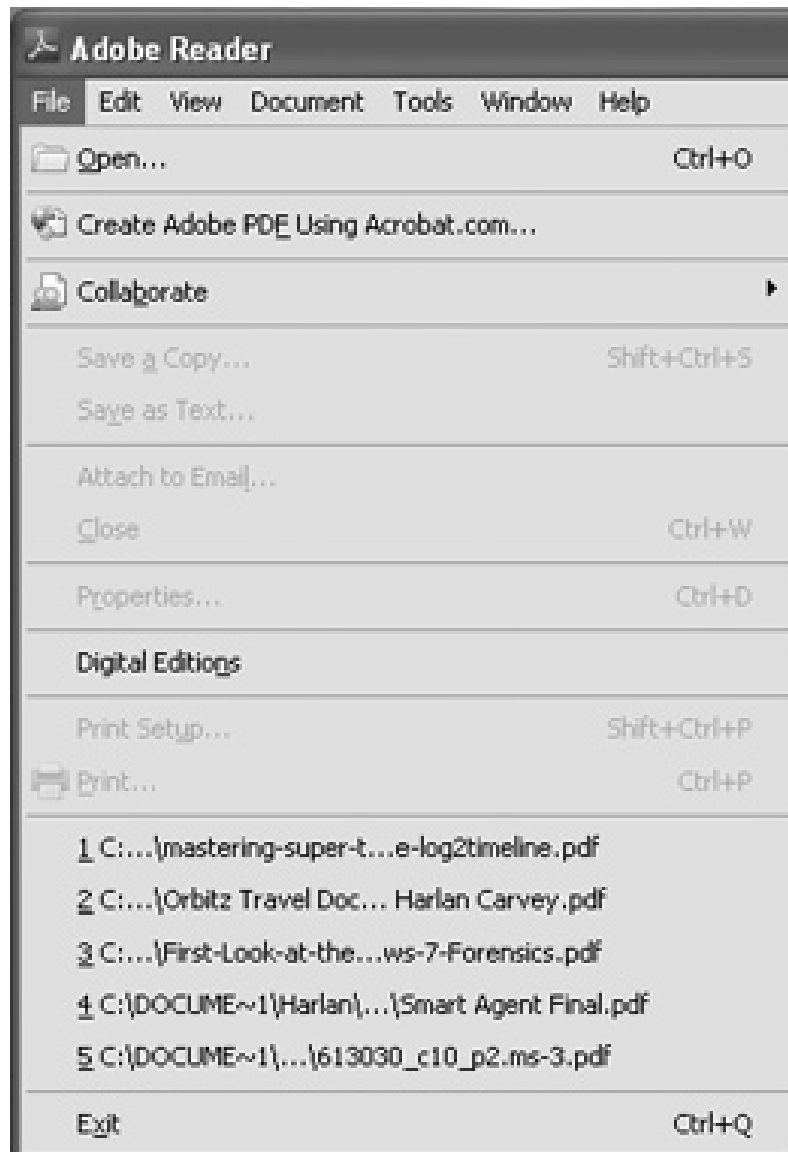 Adobe Reader
File Edit View Document Tools Window Help
Open... Ctrl+O
Create Adobe PDF Using Acrobat.com...
Collaborate
Save a Copy... Shift+Ctrl+S
Save as Text...
Attach to Email...
Close Ctrl+W
Properties... Ctrl+D
Digital Editions
Print Setup... Shift+Ctrl+P
Print... Ctrl+P
1 C:...\mastering-super-t...e-log2timeline.pdf
2 C:...\Orbitz Travel Doc... Harlan Carvey.pdf
3 C:...\First-Look-at-the...ws-7-Forensics.pdf
4 C:\DOCUME~1\Harlan\...\Smart Agent Final.pdf
5 C:\DOCUME~1\...\613030_c10_p2.ms-3.pdf
Exit Ctrl+Q